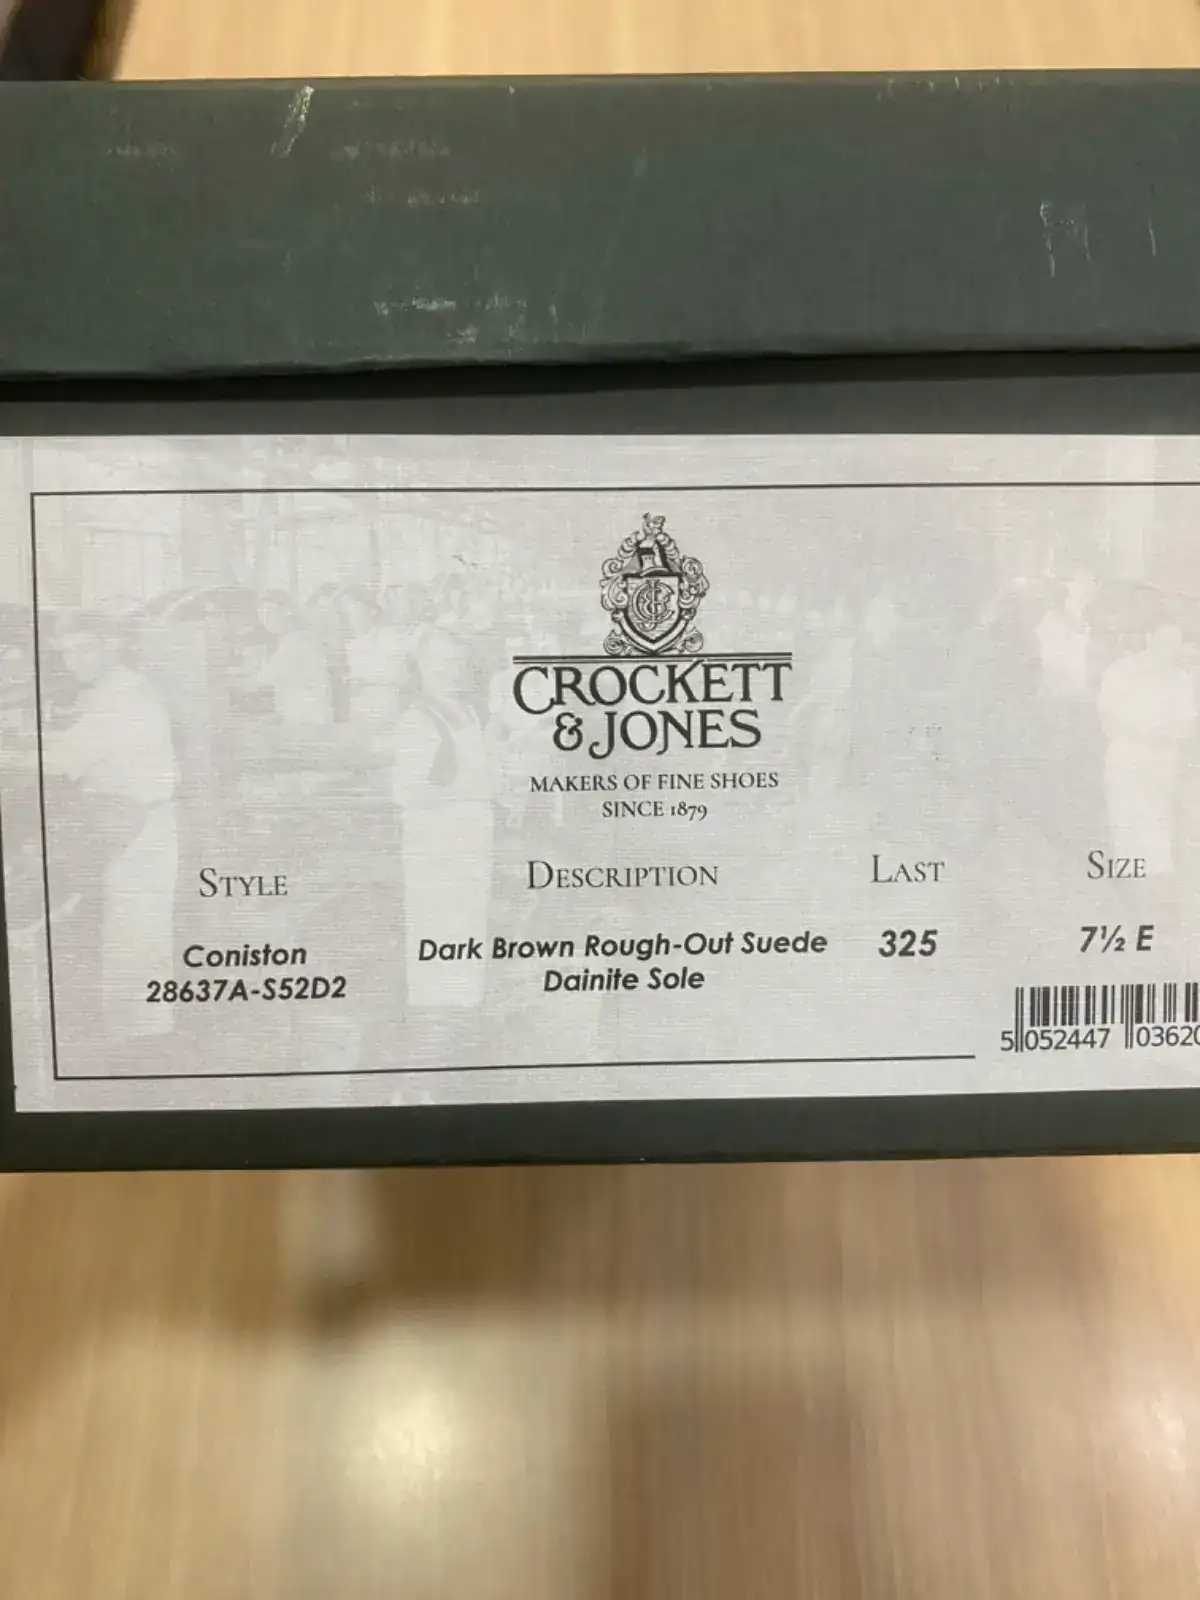 CROCKETT
& JONES
MAKERS OF FINE SHOES
SINCE 1879
STYLE DESCRIPTION LAST SIZE
Coniston Dark Brown Rough-Out Suede 325 7½ E
28637A-S52D2 Dainite Sole
5 052447 03620